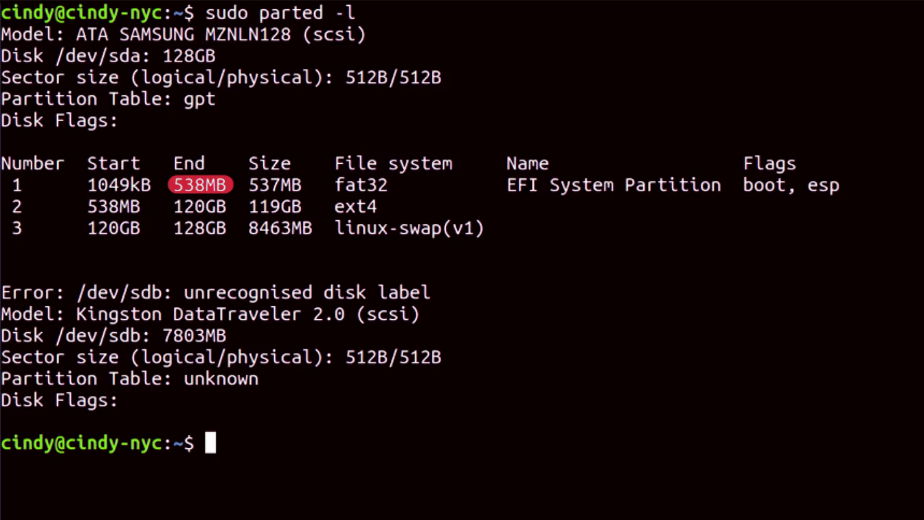 cindy@cindy-nyc:~$ sudo parted -l
Model: ATA SAMSUNG MZNLN128 (scsi)
Disk /dev/sda: 128GB
Sector size (logical/physical): 512B/512B
Partition Table: gpt
Disk Flags:
Number Start End Size File system Name Flags
1 1049kB 538MB 537MB fat32 EFI System Partition boot, esp
2 538MB 120GB 119GB ext4
3 120GB 128GB 8463MB linux-swap(v1)
Error: /dev/sdb: unrecognised disk label
Model: Kingston DataTraveler 2.0 (scsi)
Disk /dev/sdb: 7803MB
Sector size (logical/physical): 512B/512B
Partition Table: unknown
Disk Flags:
cindy@cindy-nyc:~$